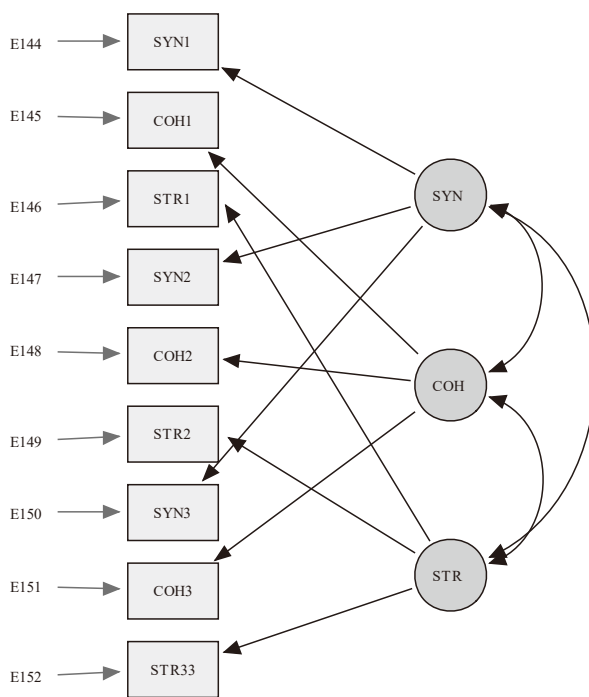 E144
SYN1
E145
COH1
E146
STR1
SYN
E147
SYN2
E148
COH2
COH
E149
STR2
E150
SYN3
E151
COH3
STR
E152
STR33